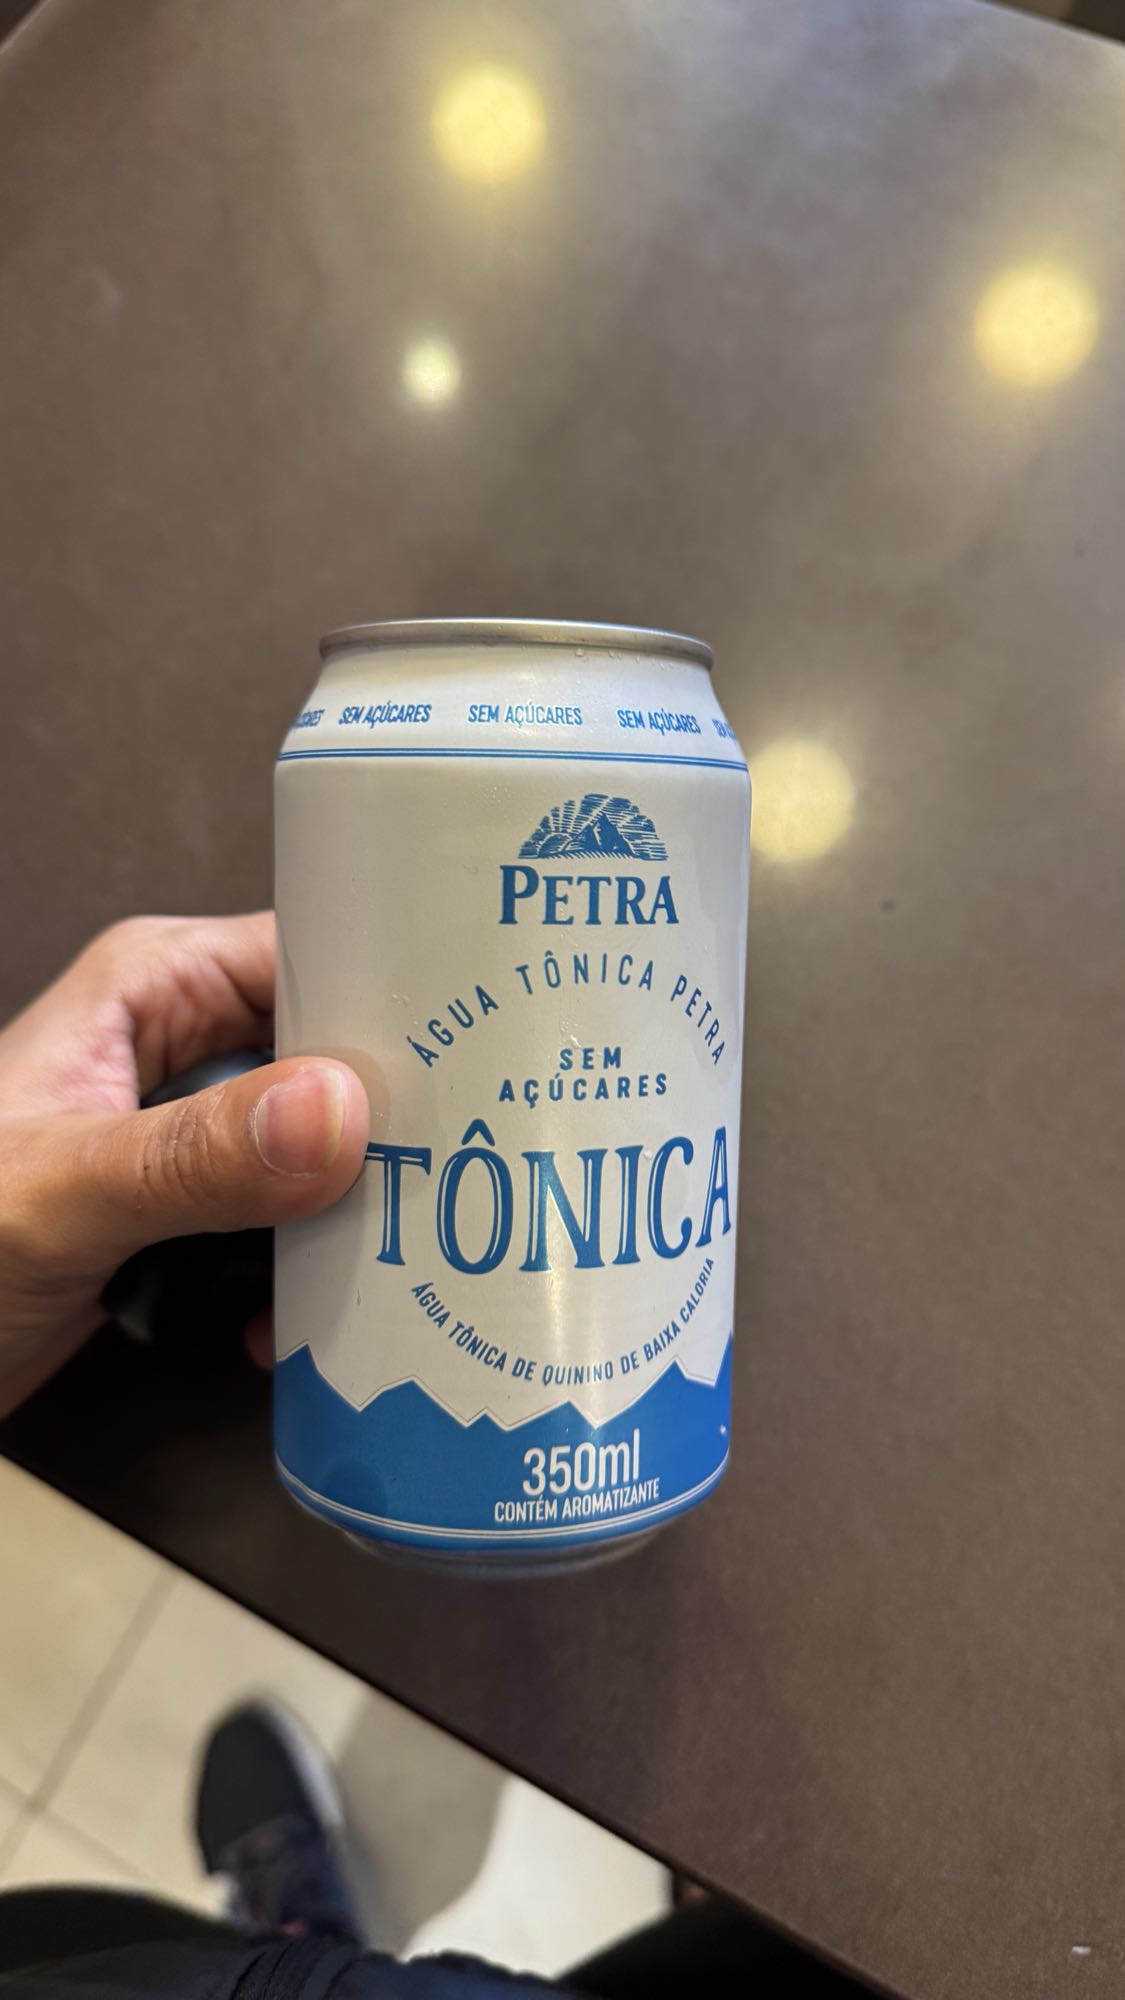 SEM AÇÚCARES SEM AÇÚCARES SEM AÇÚCARES
PETRA
ÁGUA TÔNICA PETRA
SEM
AÇÚCARES
TÔNICA
ÁGUA TÔNICA DE QUININO DE BAIXA CALORIA
350ml
CONTÉM AROMATIZANTE